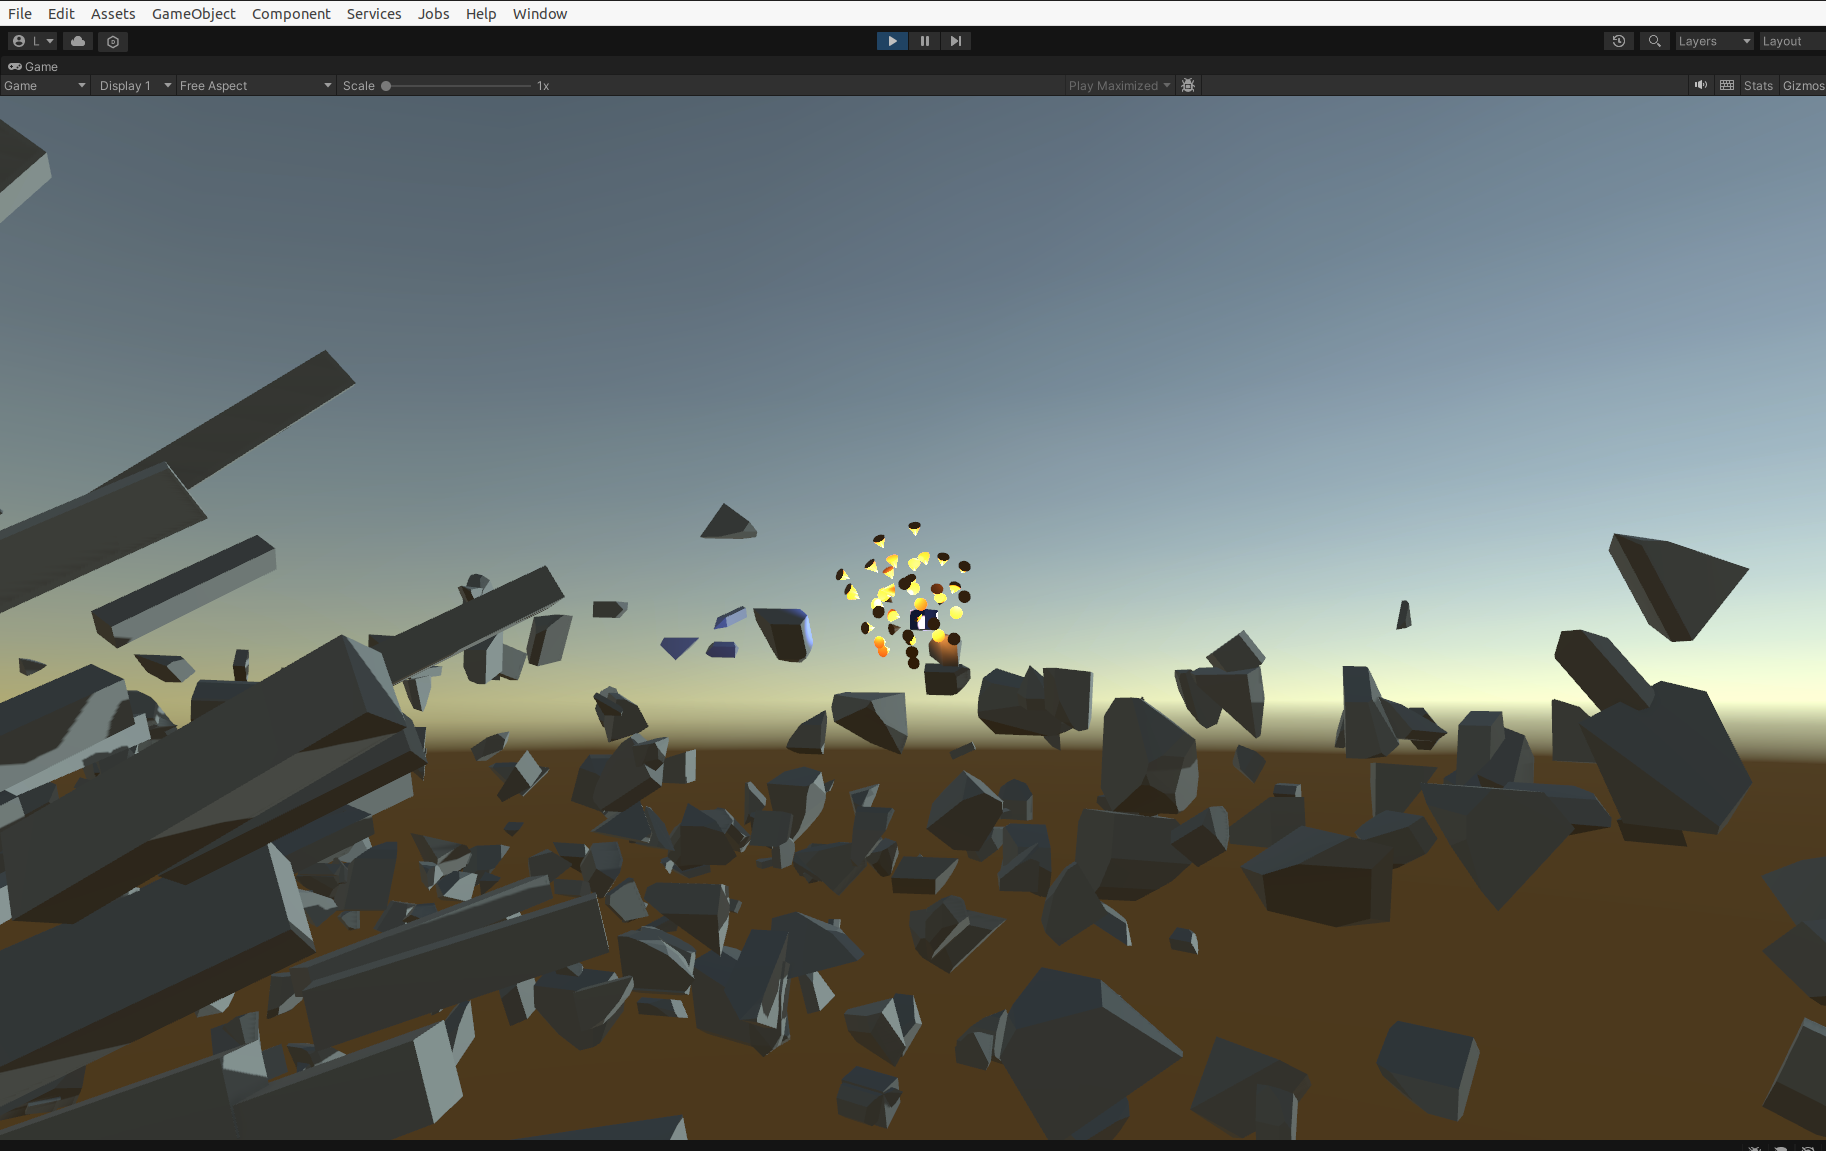 File Edit Assets GameObject Component Services Jobs Help Window
L Layers Layout
Game
Game Display 1 Free Aspect Scale 1x Play Maximized Stats Gizmos